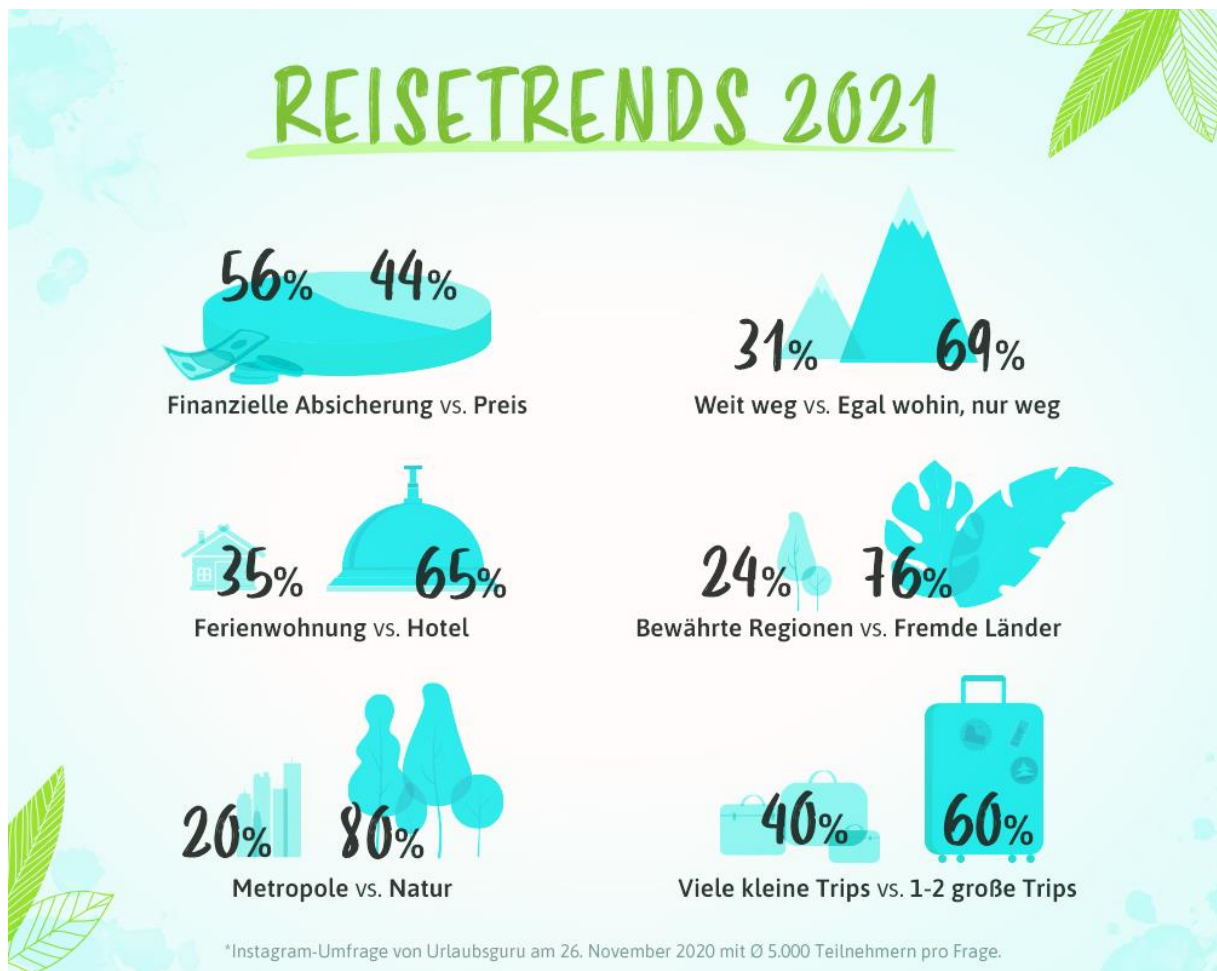 REISETRENDS 2021
56% 44%
Finanzielle Absicherung vs. Preis
31% 69%
Weit weg vs. Egal wohin, nur weg
35% 65%
Ferienwohnung vs. Hotel
24% 76%
Bewährte Regionen vs. Fremde Länder
20% 80%
Metropole vs. Natur
40% 60%
Viele kleine Trips vs. 1-2 große Trips
*Instagram-Umfrage von Urlaubsguru am 26. November 2020 mit Ø 5.000 Teilnehmern pro Frage.